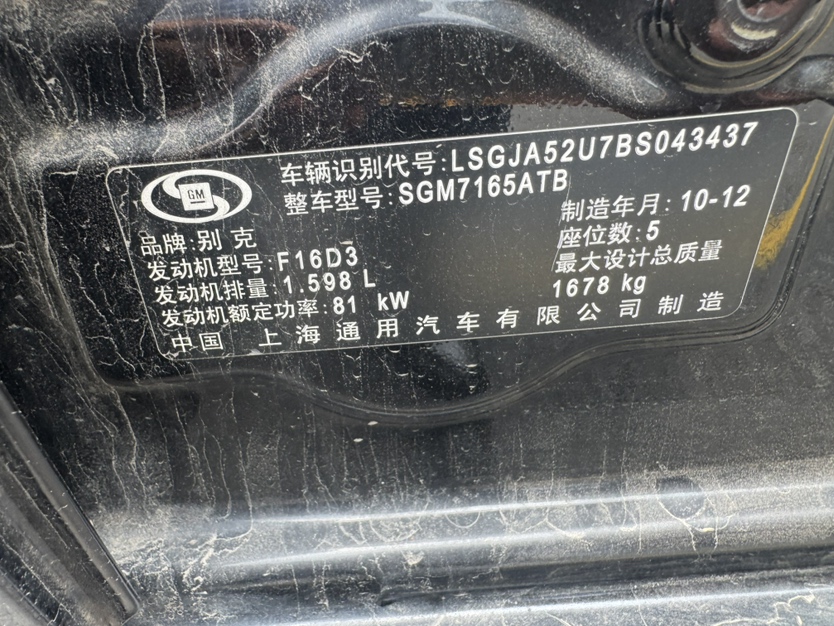 GM
车辆识别代号:LSGJA52U7BS043437
整车型号:SGM7165ATB
制造年月:10-12
品牌:别克
座位数:5
发动机型号:F16D3
最大设计总质量
发动机排量:1.598 L
1678 kg
发动机额定功率:81 kW
中国 上海通用汽车有限公司制造